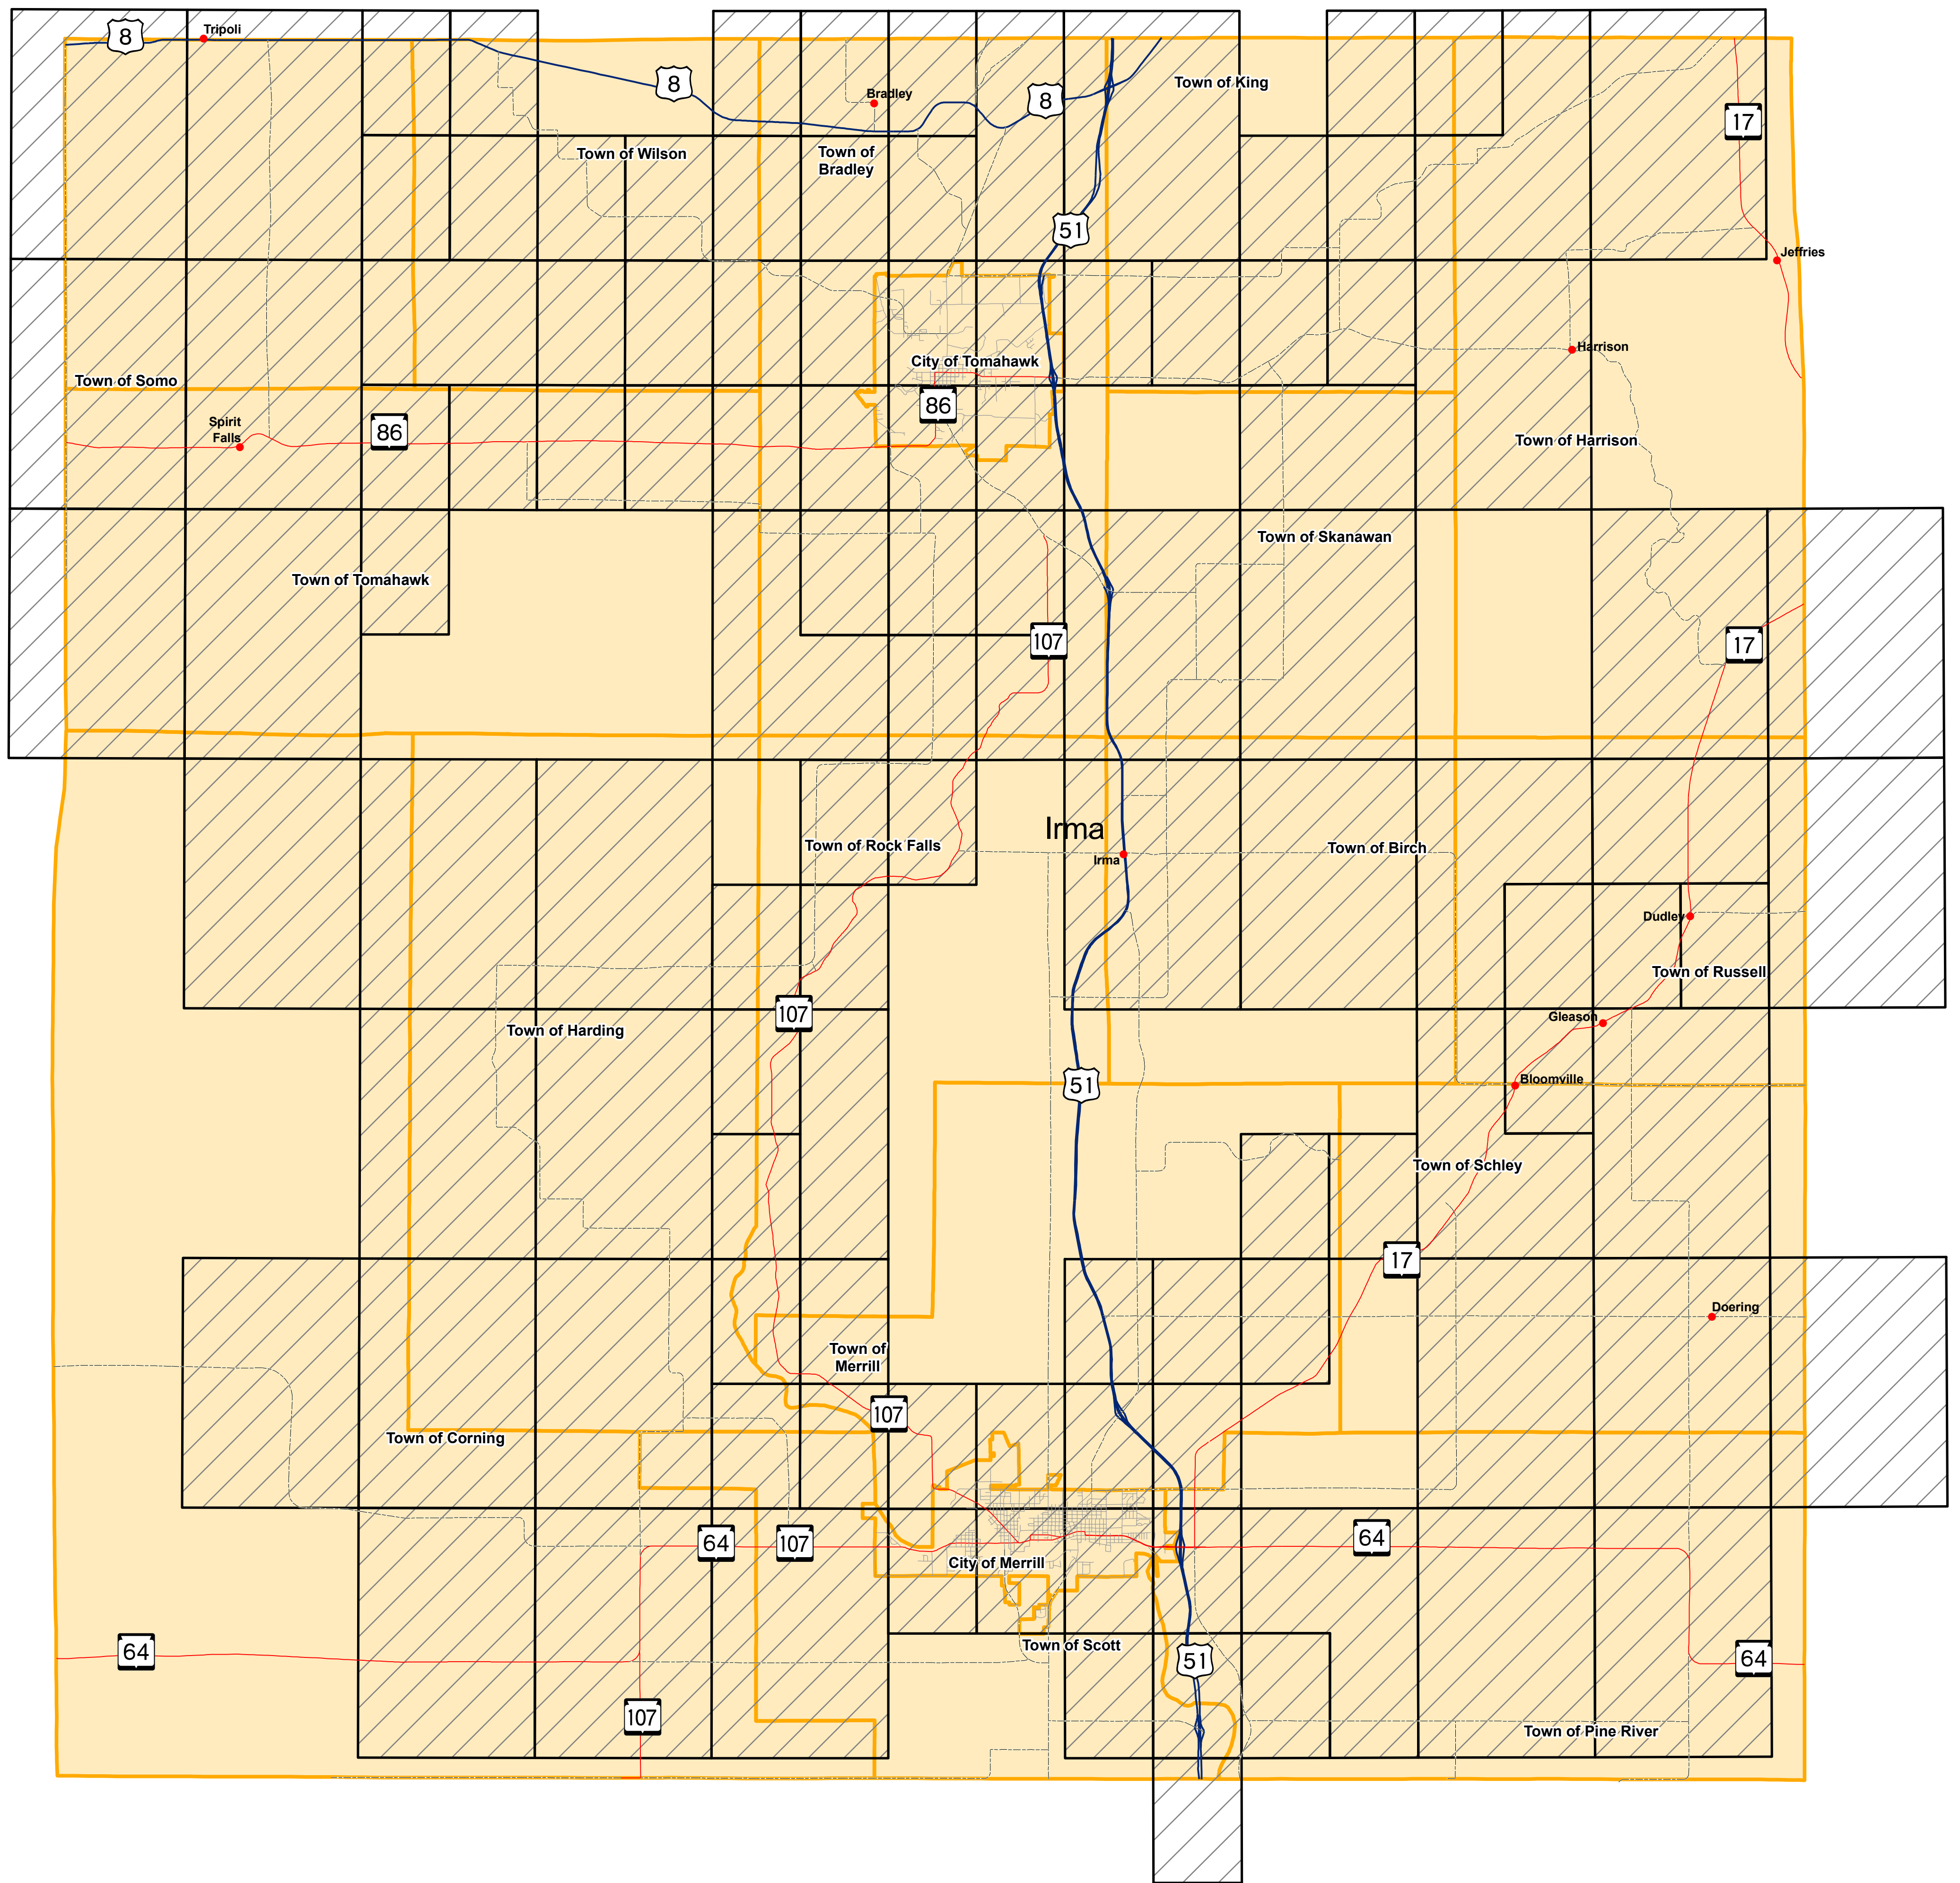 8
Tripoli
8
Bradley
8
Town of King
17
Town of Wilson
Town of
Bradley
51
Jeffries
Harrison
City of Tomahawk
Town of Somo
86
Spirit
Falls
86
Town of Harrison
Town of Skanawan
Town of Tomahawk
107
17
Irma
Town of Rock Falls
Town of Birch
Irma
Dudley
Town of Russell
107
Gleason
Town of Harding
51
Bloomville
Town of Schley
17
Doering
Town of
Merrill
107
Town of Corning
64
107
64
City of Merrill
Town of Scott
64
51
64
107
Town of Pine River